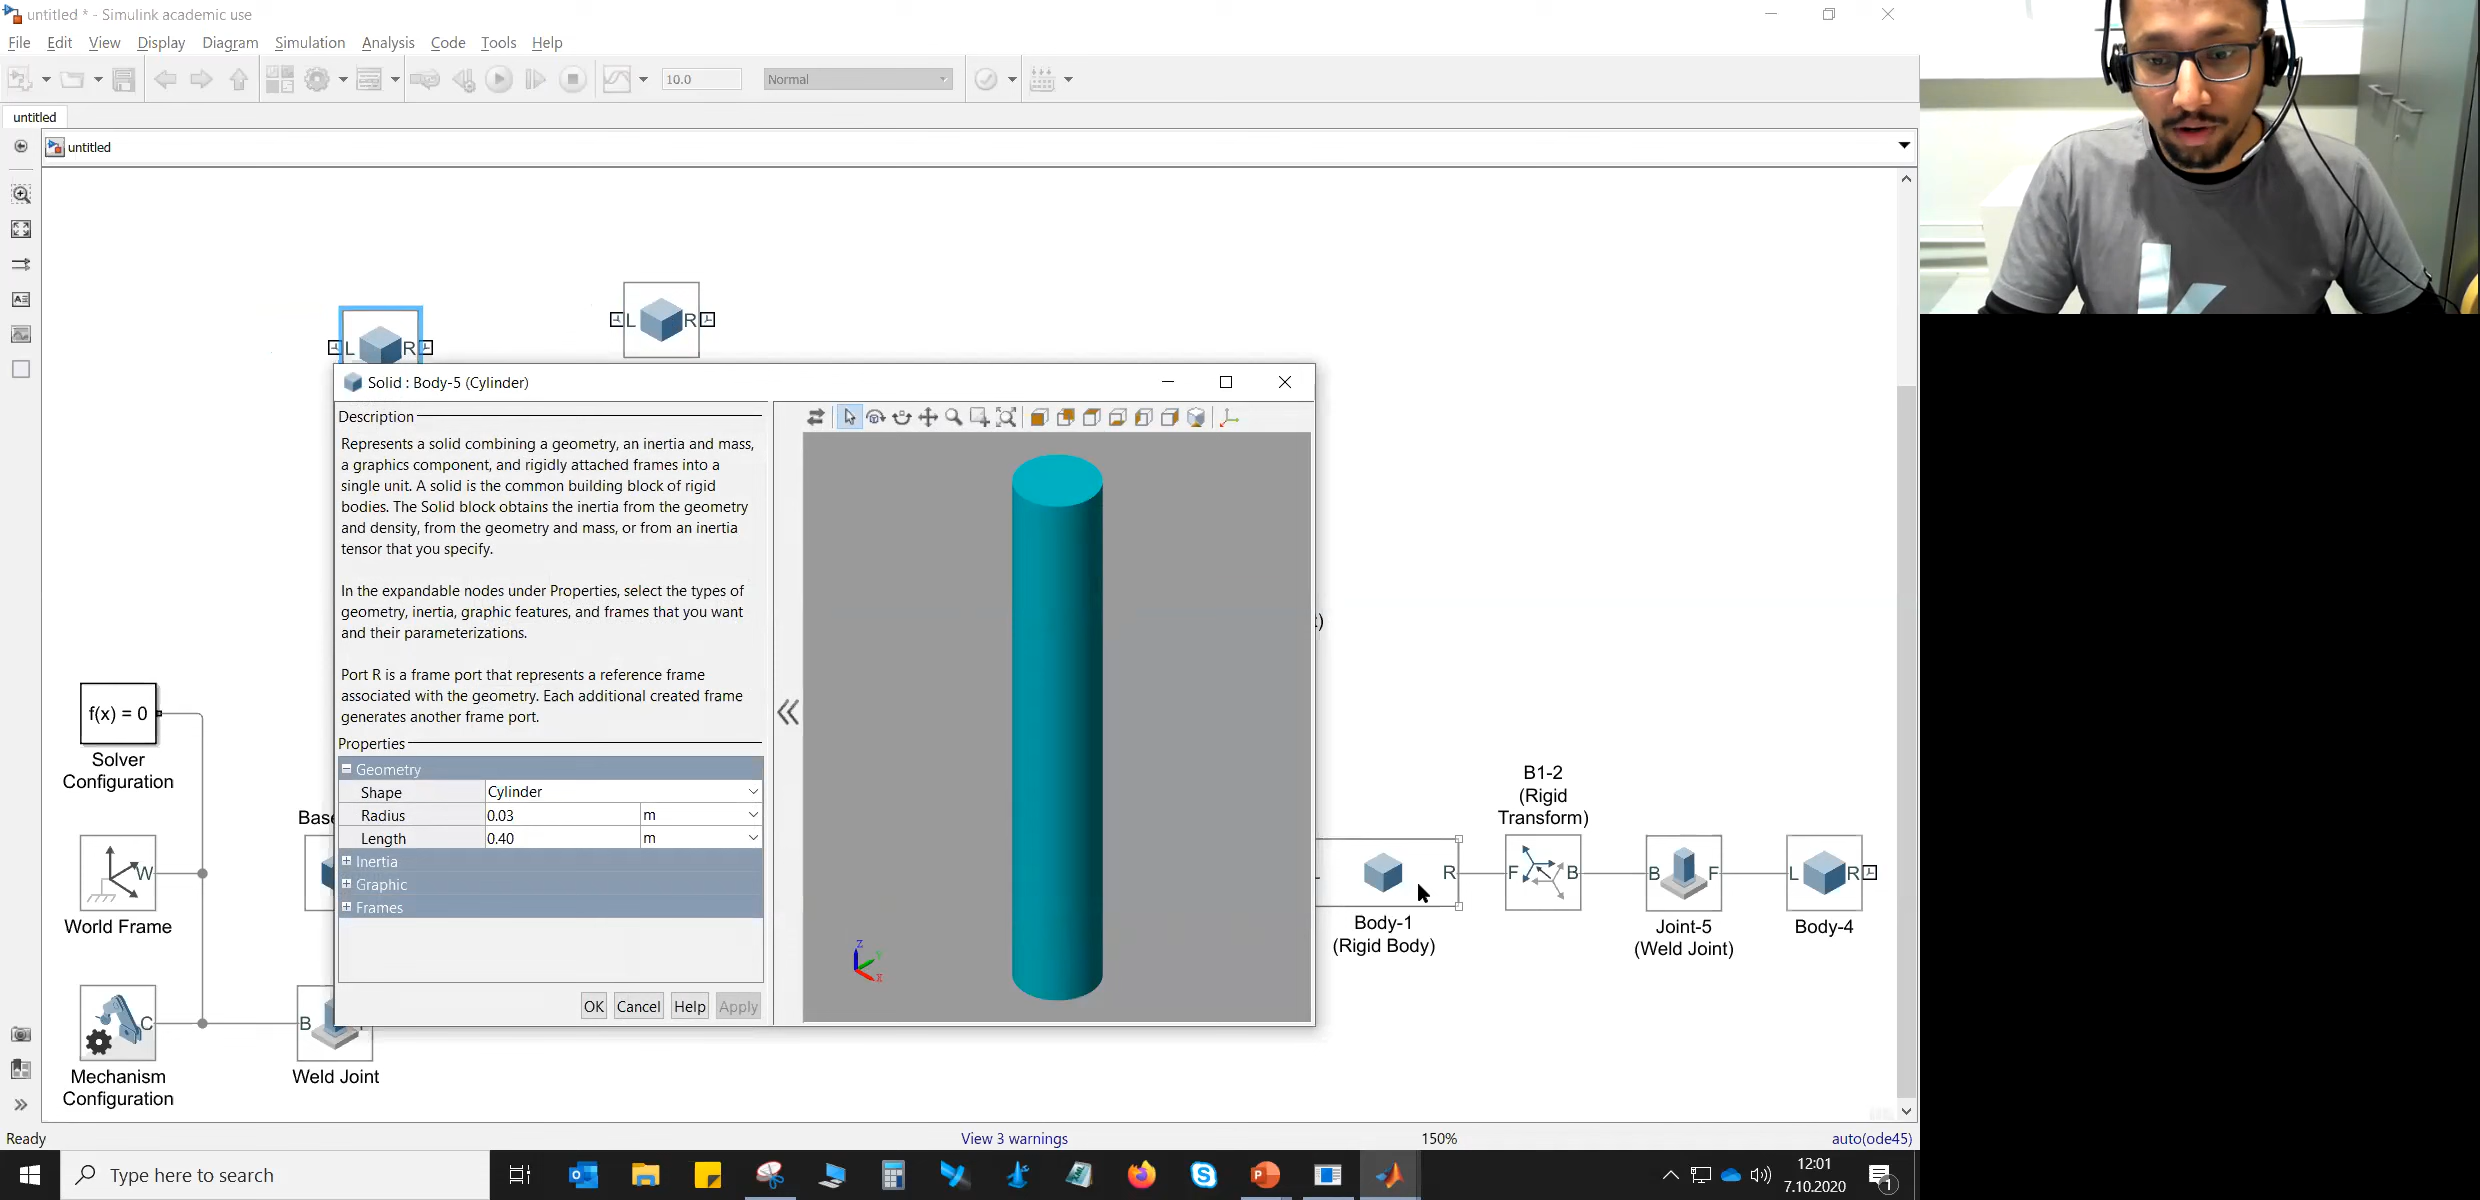 untitled * - Simulink academic use
File Edit View Display Diagram Simulation Analysis Code Tools Help
10.0 Normal
untitled
untitled
L R
L R
Solid : Body-5 (Cylinder)
Description
Represents a solid combining a geometry, an inertia and mass,
a graphics component, and rigidly attached frames into a
single unit. A solid is the common building block of rigid
bodies. The Solid block obtains the inertia from the geometry
and density, from the geometry and mass, or from an inertia
tensor that you specify.
In the expandable nodes under Properties, select the types of
geometry, inertia, graphic features, and frames that you want
and their parameterizations.
Port R is a frame port that represents a reference frame
associated with the geometry. Each additional created frame
generates another frame port.
Properties
Geometry
Shape Cylinder
Radius 0.03 m
Length 0.40 m
Inertia
Graphic
Frames
OK Cancel Help Apply
Z
Y
X
f(x) = 0
Solver
Configuration
Base
W
World Frame
C
Mechanism
Configuration
B
Weld Joint
R
Body-1
(Rigid Body)
B1-2
(Rigid
Transform)
F B
B F
Joint-5
(Weld Joint)
L R
Body-4
Ready View 3 warnings 150% auto(ode45)
Type here to search
12:01
7.10.2020
1